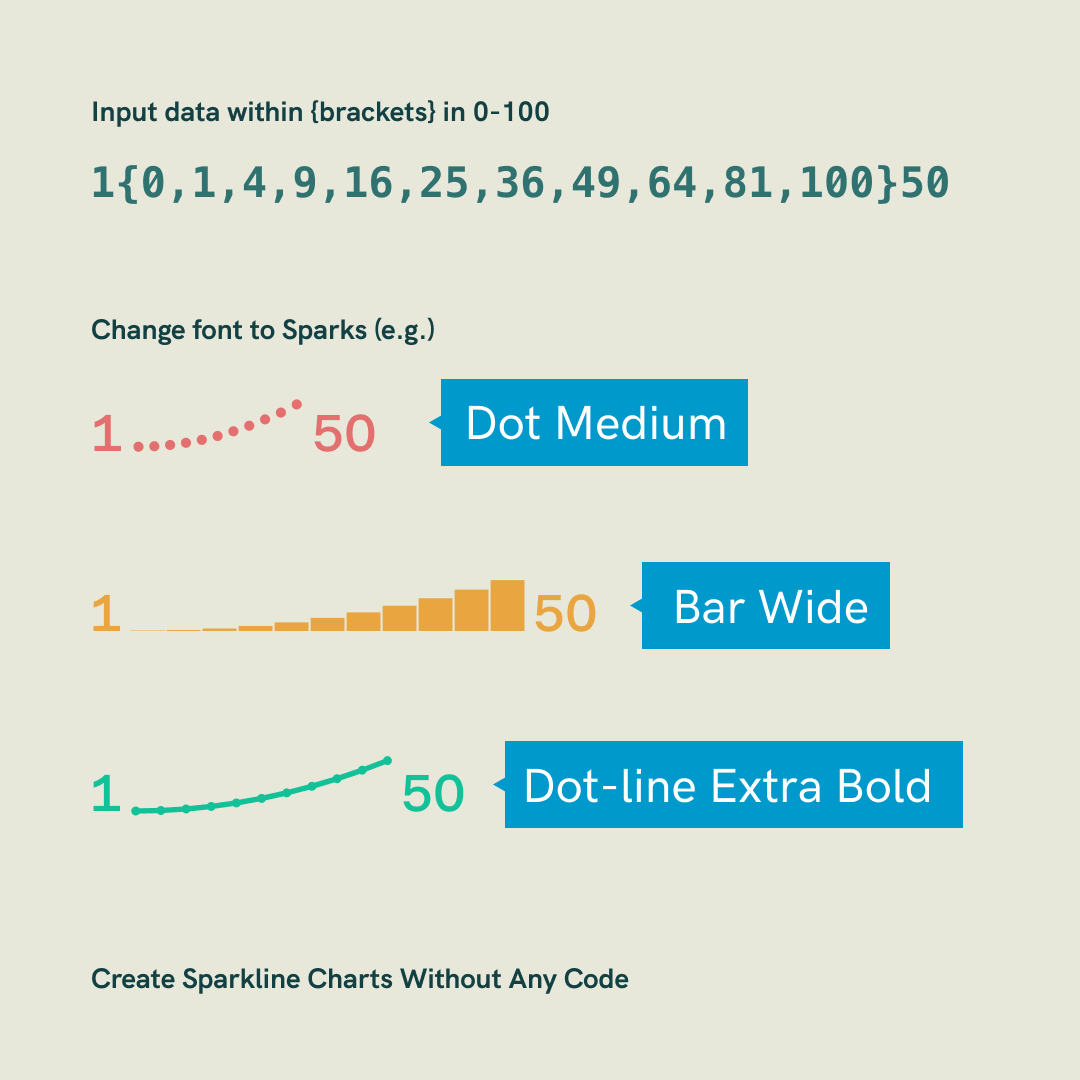 Input data within {brackets} in 0-100
1{0,1,4,9,16,25,36,49,64,81,100}50
Change font to Sparks (e.g.)
1 50 Dot Medium
1 50 Bar Wide
1 50 Dot-line Extra Bold
Create Sparkline Charts Without Any Code